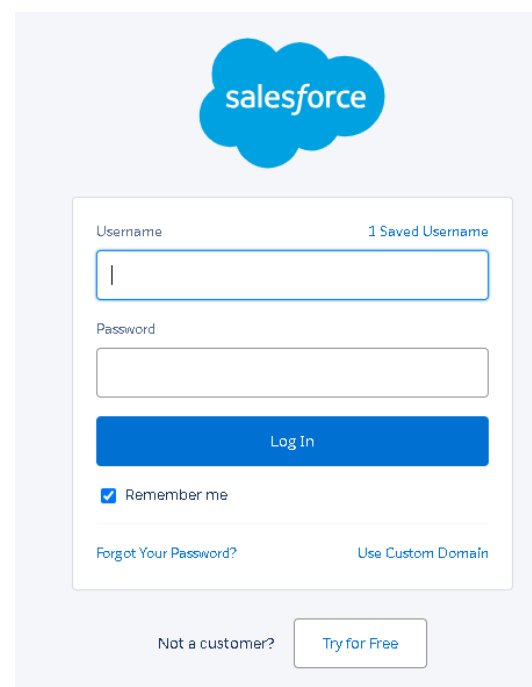 salesforce
Username 1 Saved Username
Password
Log In
Remember me
Forgot Your Password? Use Custom Domain
Not a customer? Try for Free